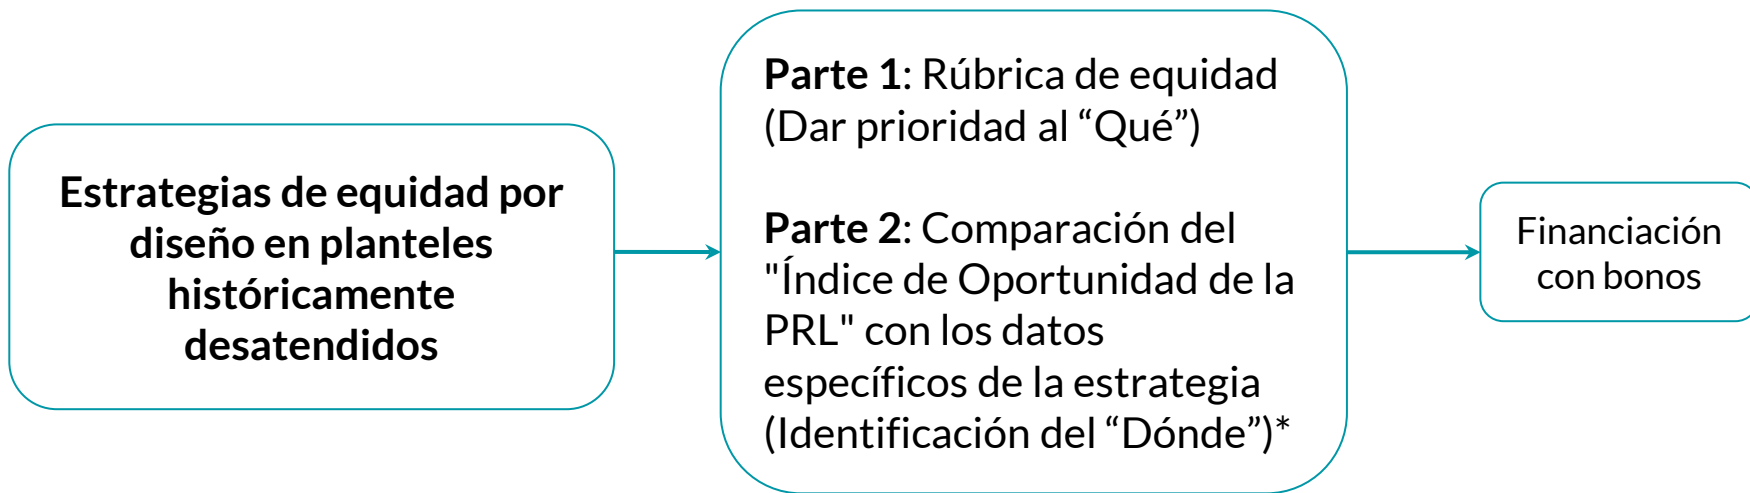 Estrategias de equidad por
diseño en planteles
históricamente
desatendidos
Parte 1: Rúbrica de equidad
(Dar prioridad al “Qué”)
Parte 2: Comparación del
"Índice de Oportunidad de la
PRL" con los datos
específicos de la estrategia
(Identificación del “Dónde”)*
Financiación
con bonos